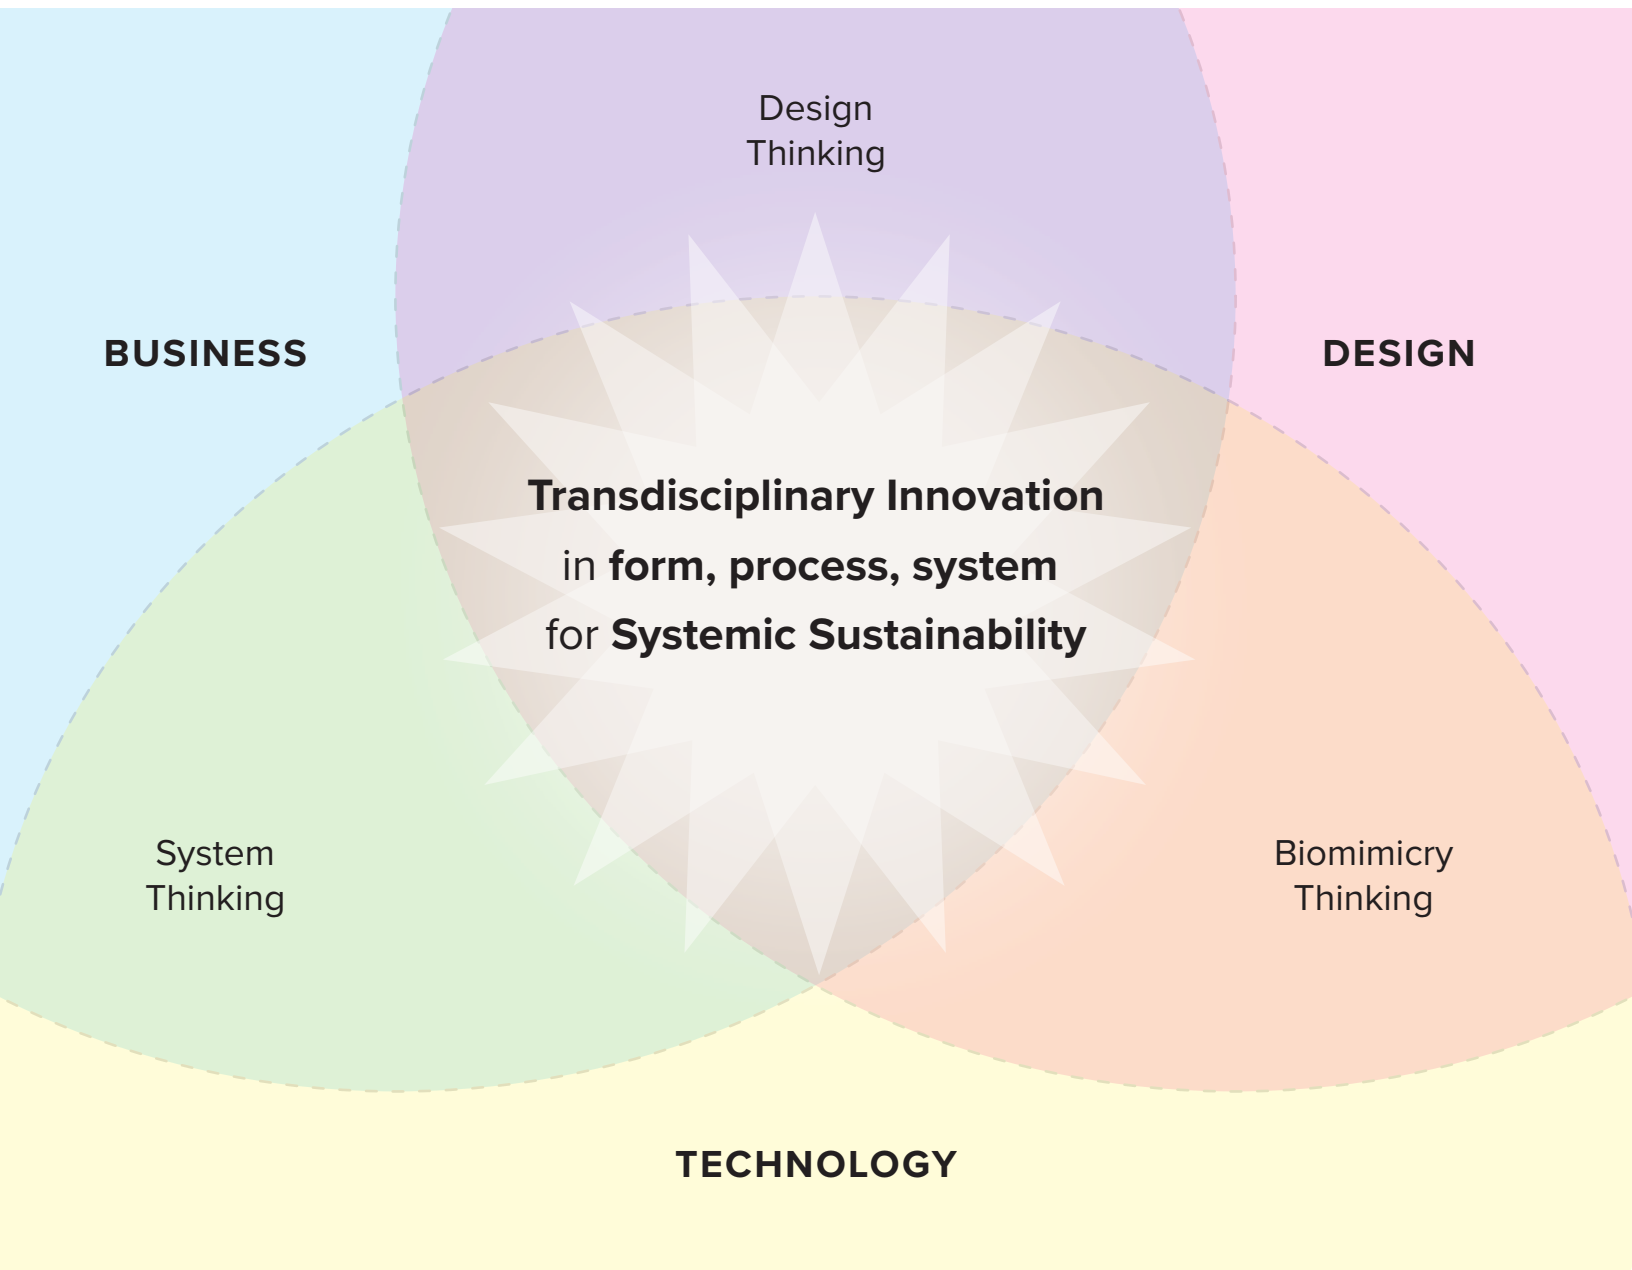 Design
Thinking
BUSINESS
DESIGN
Transdisciplinary Innovation
in form, process, system
for Systemic Sustainability
System
Thinking
Biomimicry
Thinking
TECHNOLOGY